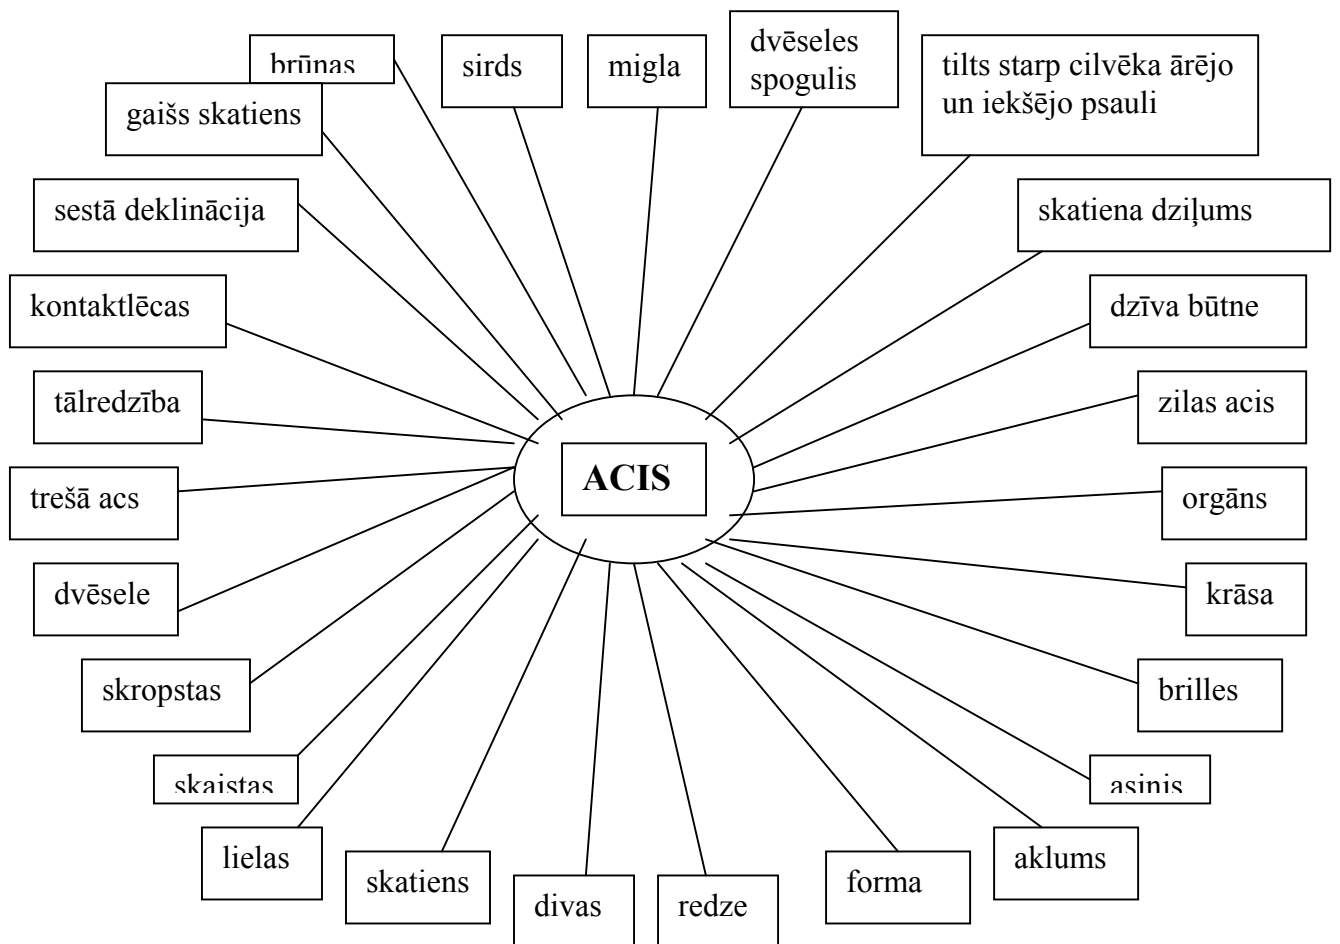 brūnas
sirds
migla
dvēseles
spogulis
tilts starp cilvēka ārējo
un iekšējo psauli
gaišs skatiens
sestā deklinācija
skatiena dziļums
kontaktlēcas
dzīva būtne
tālredzība
zilas acis
trešā acs
ACIS
orgāns
dvēsele
krāsa
skropstas
brilles
skaistas
asinis
lielas
skatiens
divas
redze
forma
aklums